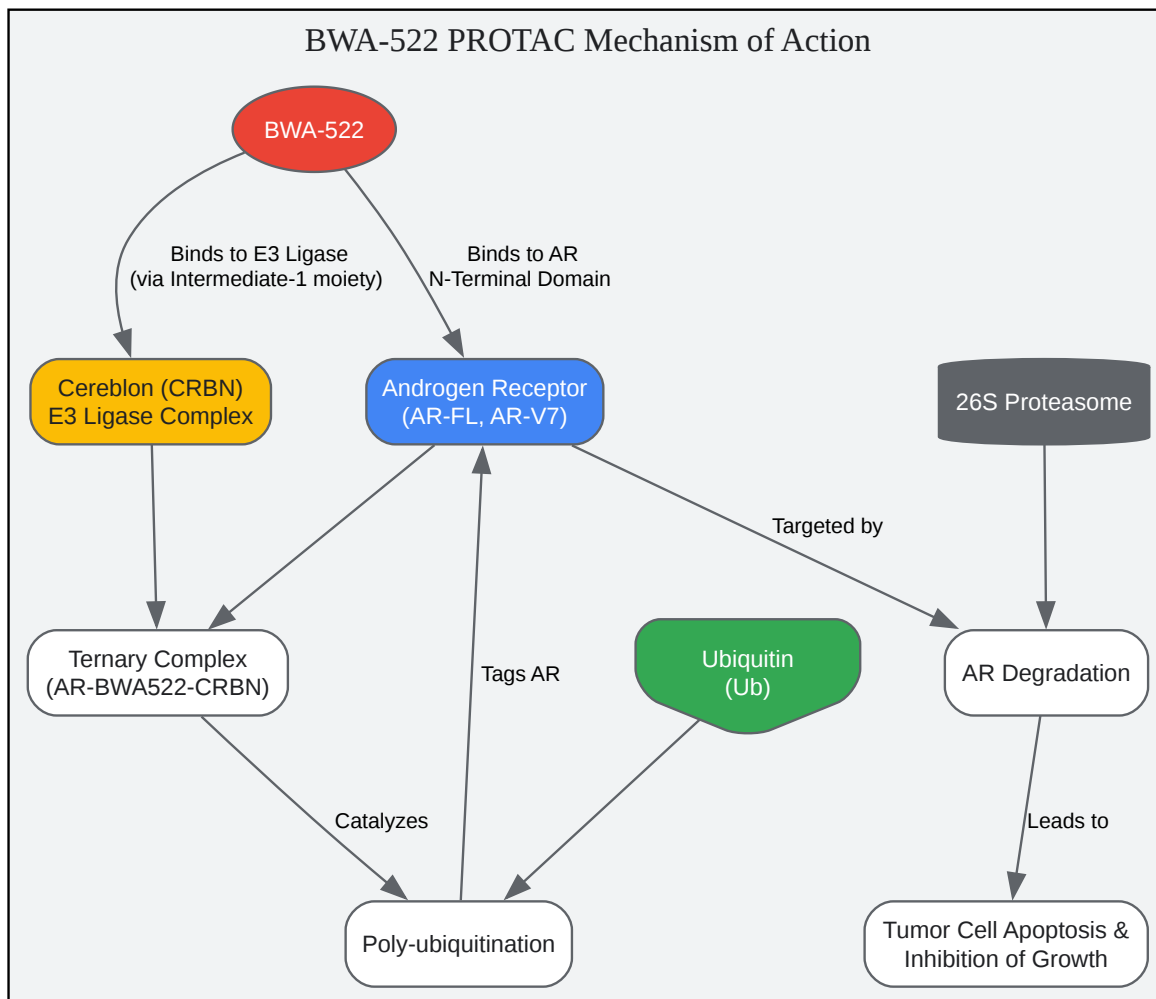 BWA-522 PROTAC Mechanism of Action
BWA-522
Binds to E3 Ligase
(via Intermediate-1 moiety)
Binds to AR
N-Terminal Domain
Cereblon (CRBN)
E3 Ligase Complex
Androgen Receptor
(AR-FL, AR-V7)
26S Proteasome
Targeted by
Ternary Complex
(AR-BWA522-CRBN)
Tags AR
Ubiquitin
(Ub)
AR Degradation
Catalyzes
Leads to
Poly-ubiquitination
Tumor Cell Apoptosis &
Inhibition of Growth